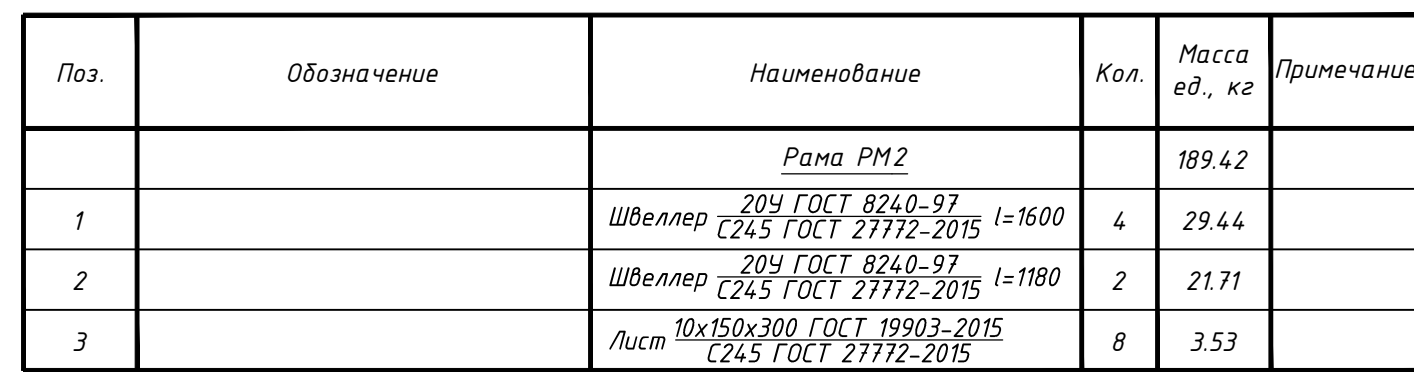 Поз. Обозначение Наименование Кол. Масса ед., кг Примечание
Рама РМ2 189.42
1 Швеллер 20У ГОСТ 8240-97 l=1600 4 29.44
С245 ГОСТ 27772-2015
2 Швеллер 20У ГОСТ 8240-97 l=1180 2 21.71
С245 ГОСТ 27772-2015
3 Лист 10х150х300 ГОСТ 19903-2015 8 3.53
С245 ГОСТ 27772-2015